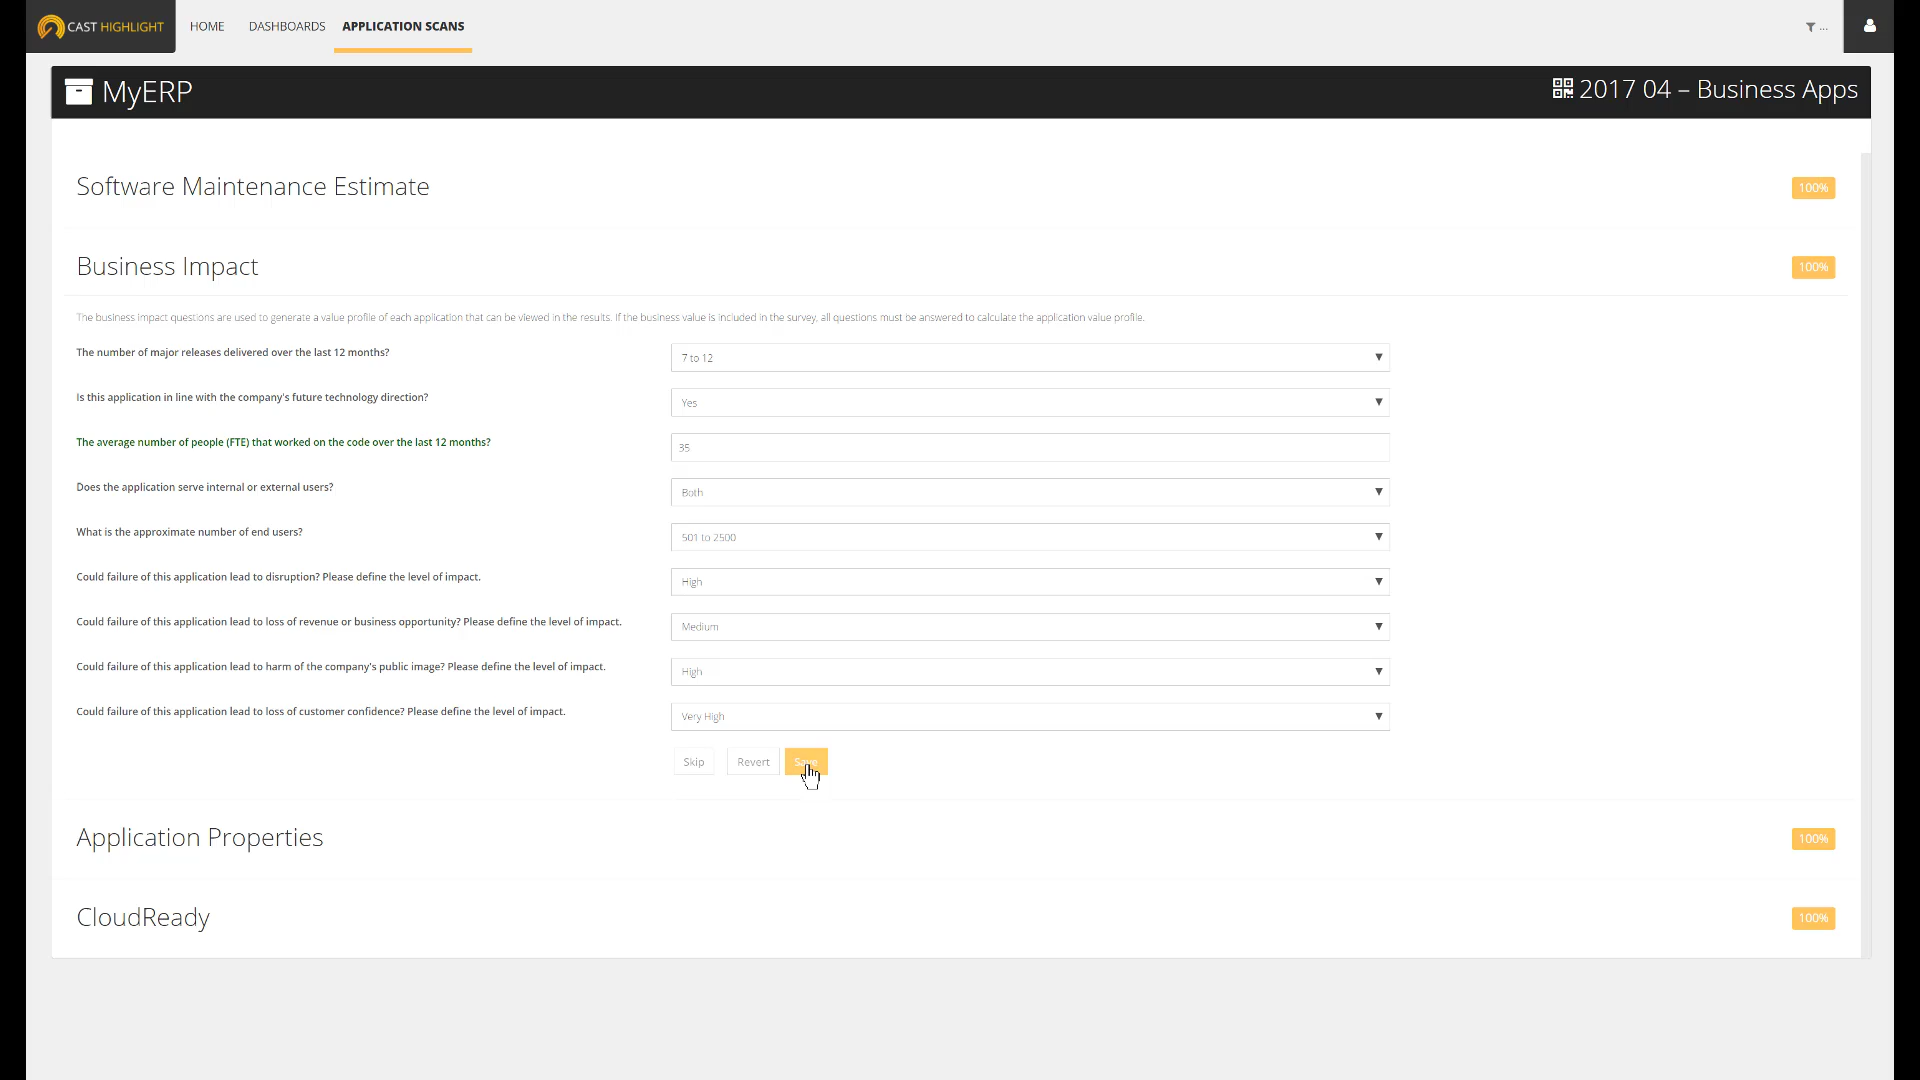 CAST HIGHLIGHT HOME DASHBOARDS APPLICATION SCANS ...
MyERP 2017 04 – Business Apps
Software Maintenance Estimate 100%
Business Impact 100%
The business impact questions are used to generate a value profile of each application that can be viewed in the results. If the business value is included in the survey, all questions must be answered to calculate the application value profile.
The number of major releases delivered over the last 12 months? 7 to 12
Is this application in line with the company's future technology direction? Yes
The average number of people (FTE) that worked on the code over the last 12 months? 35
Does the application serve internal or external users? Both
What is the approximate number of end users? 501 to 2500
Could failure of this application lead to disruption? Please define the level of impact. High
Could failure of this application lead to loss of revenue or business opportunity? Please define the level of impact. Medium
Could failure of this application lead to harm of the company's public image? Please define the level of impact. High
Could failure of this application lead to loss of customer confidence? Please define the level of impact. Very High
Skip Revert Save
Application Properties 100%
CloudReady 100%